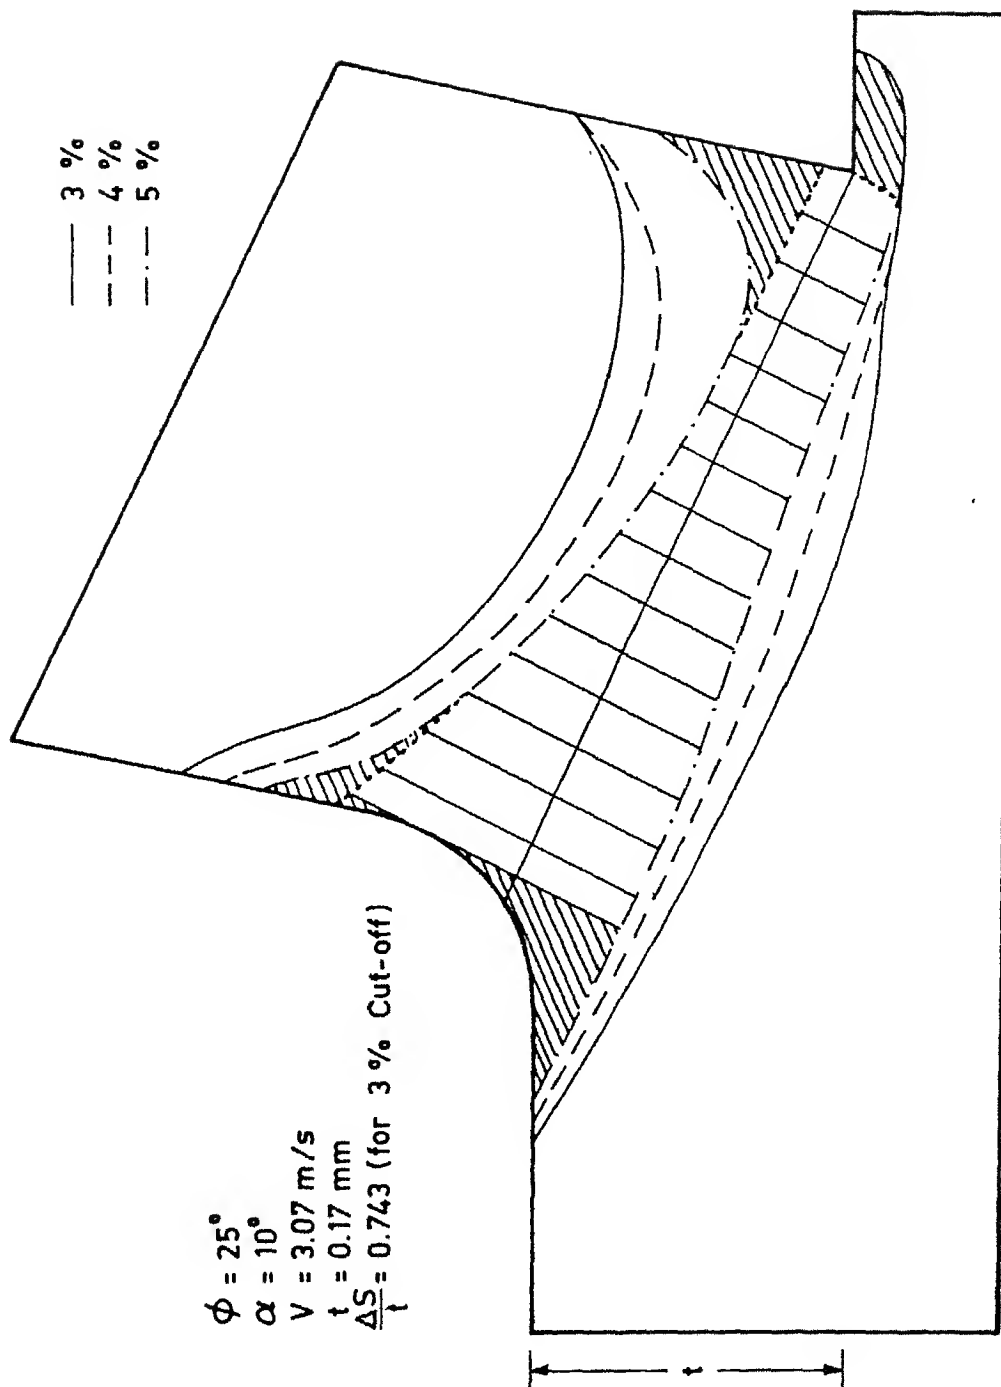 3 %
4 %
5 %
ϕ = 25°
α = 10°
V = 3.07 m/s
t = 0.17 mm
ΔS/t = 0.743 (for 3 % Cut-off)
t